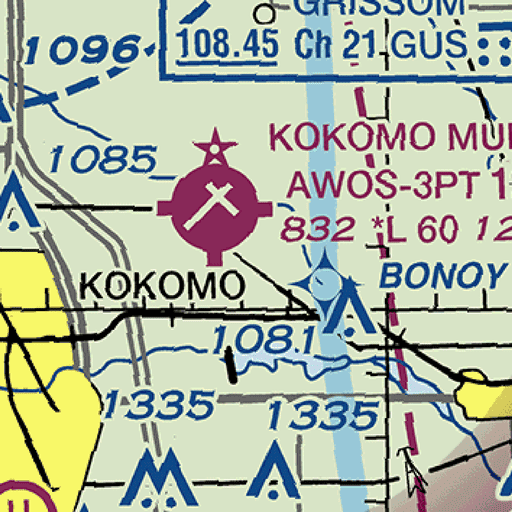 GRISSOM
1096
108.45 Ch 21 GUS
KOKOMO MU
1085
AWOS-3PT
832 *L 60 12
KOKOMO
BONOY
1081
1335
1335